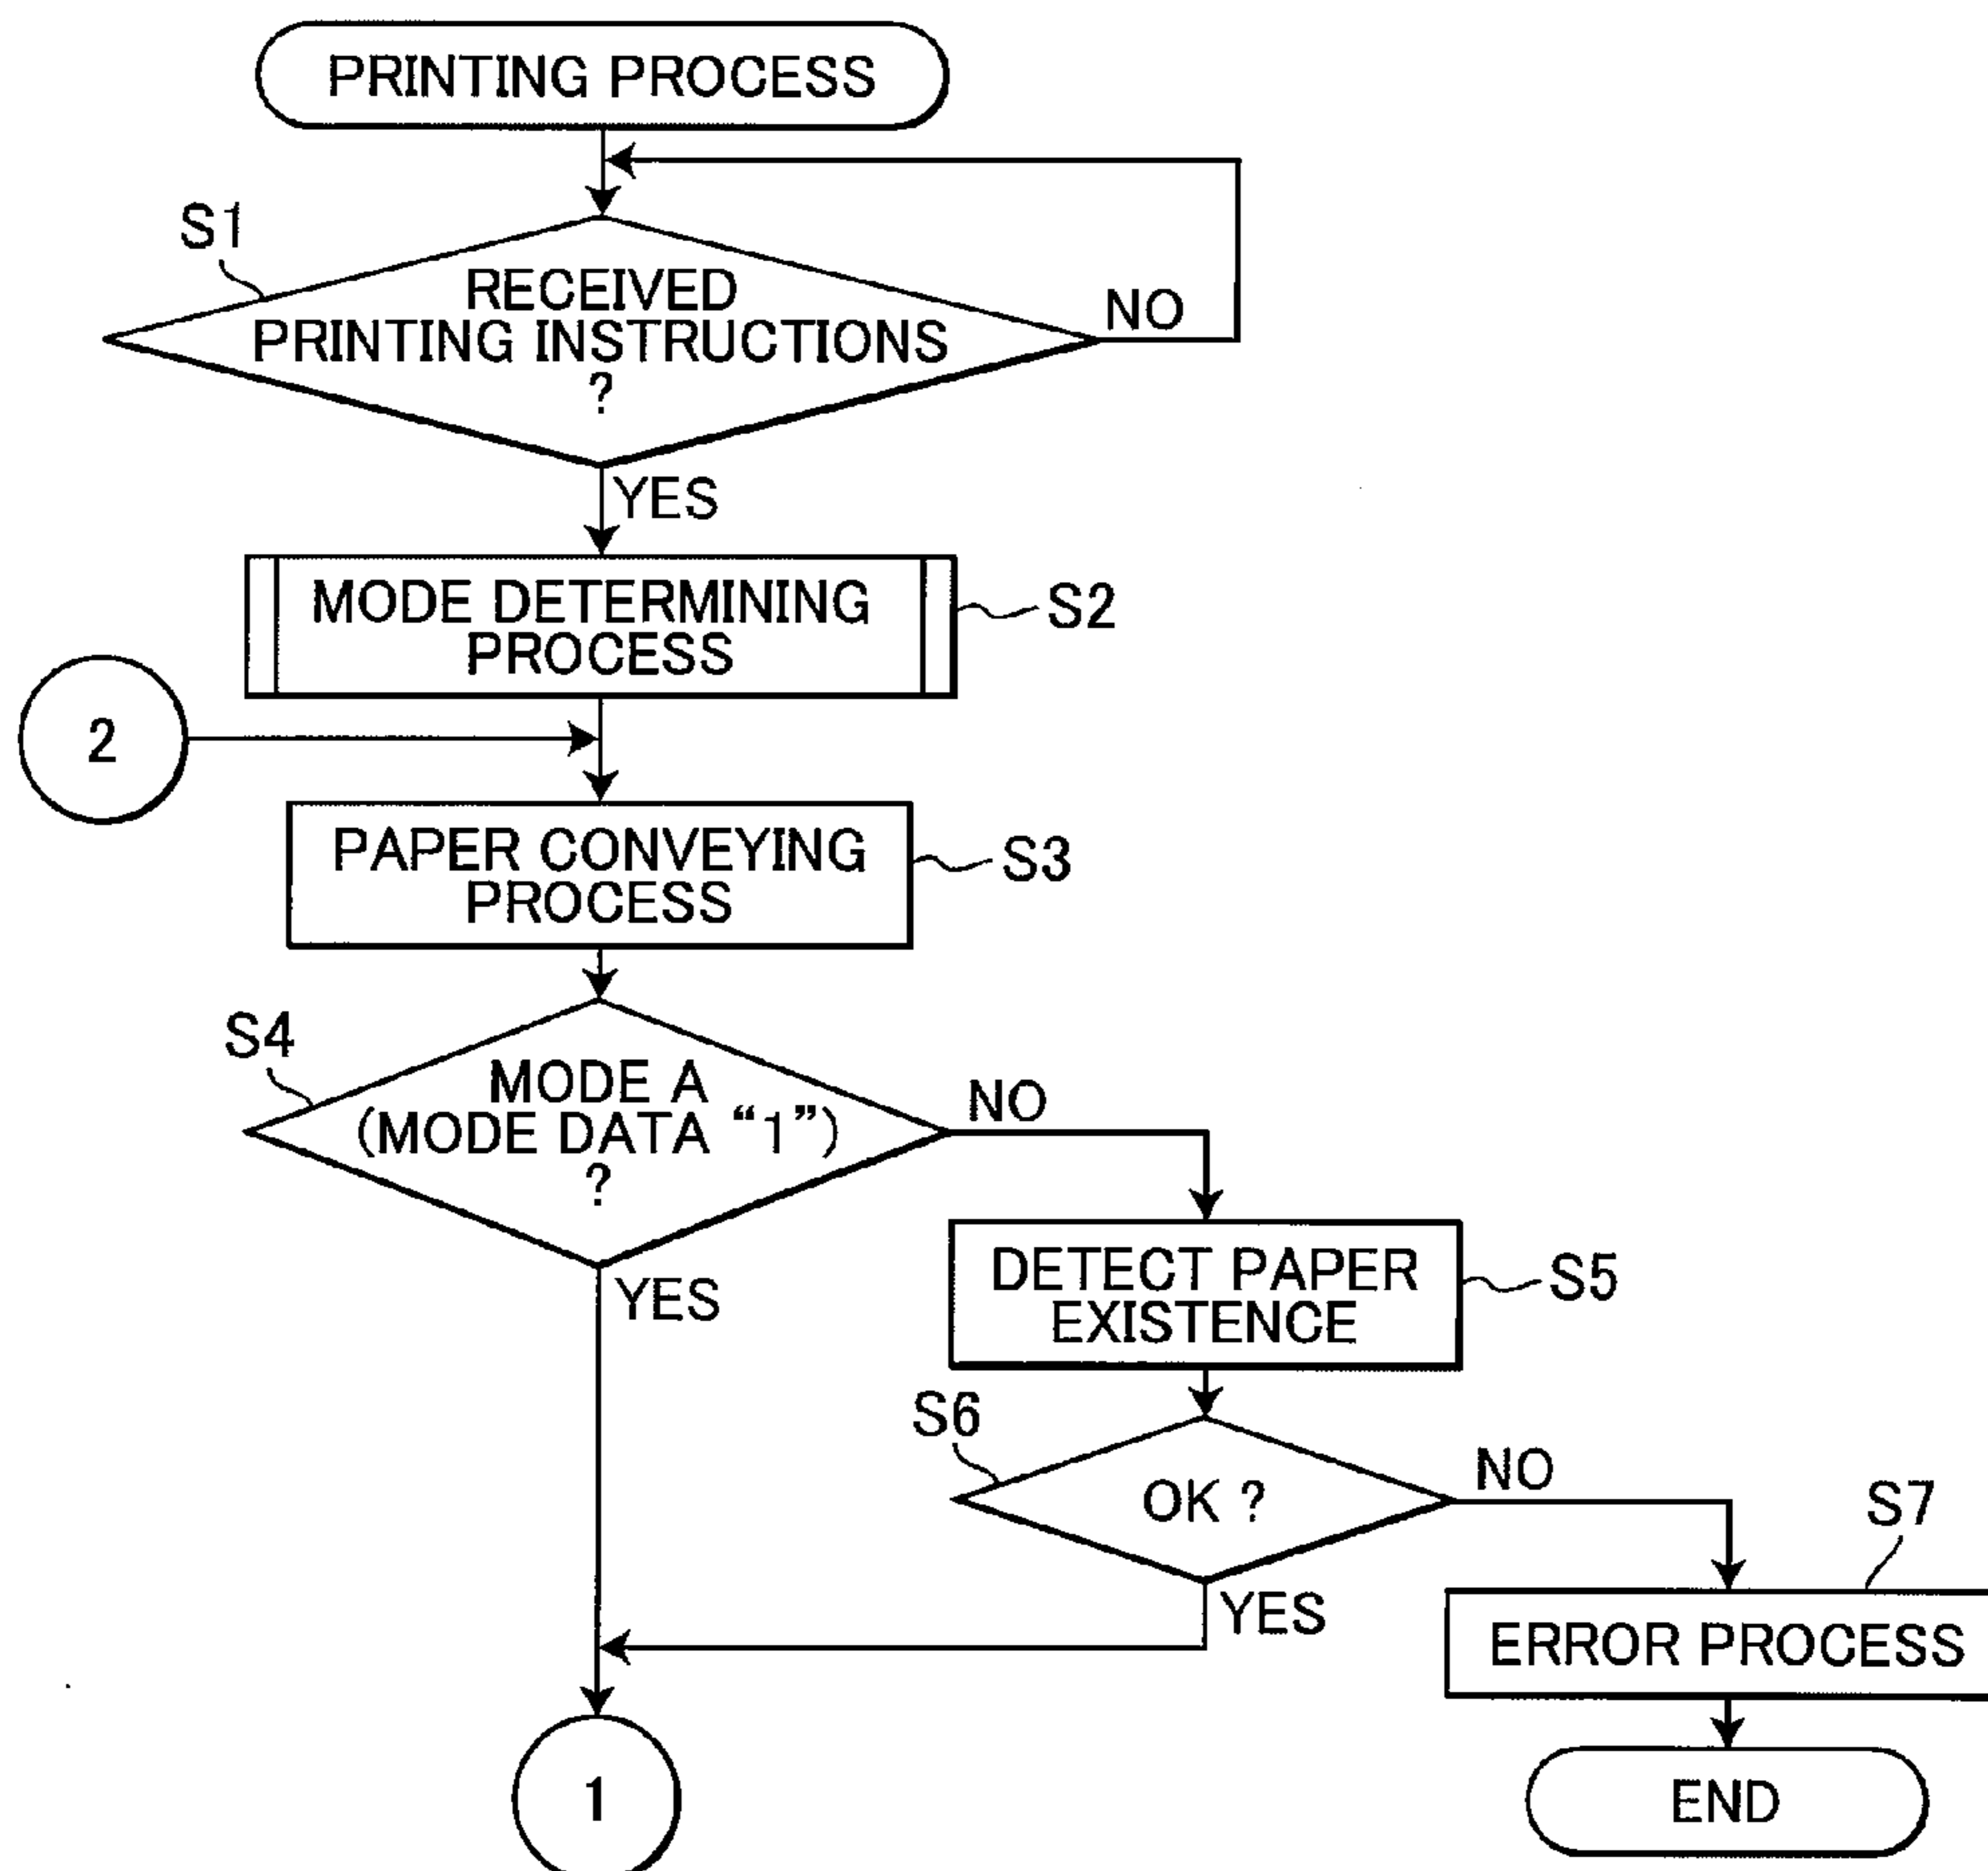 PRINTING PROCESS
S1
RECEIVED
PRINTING INSTRUCTIONS
?
NO
YES
MODE DETERMINING
PROCESS
S2
2
PAPER CONVEYING
PROCESS
S3
S4
MODE A
(MODE DATA “1”)
?
NO
YES
DETECT PAPER
EXISTENCE
S5
S6
OK ?
NO
YES
S7
ERROR PROCESS
1
END